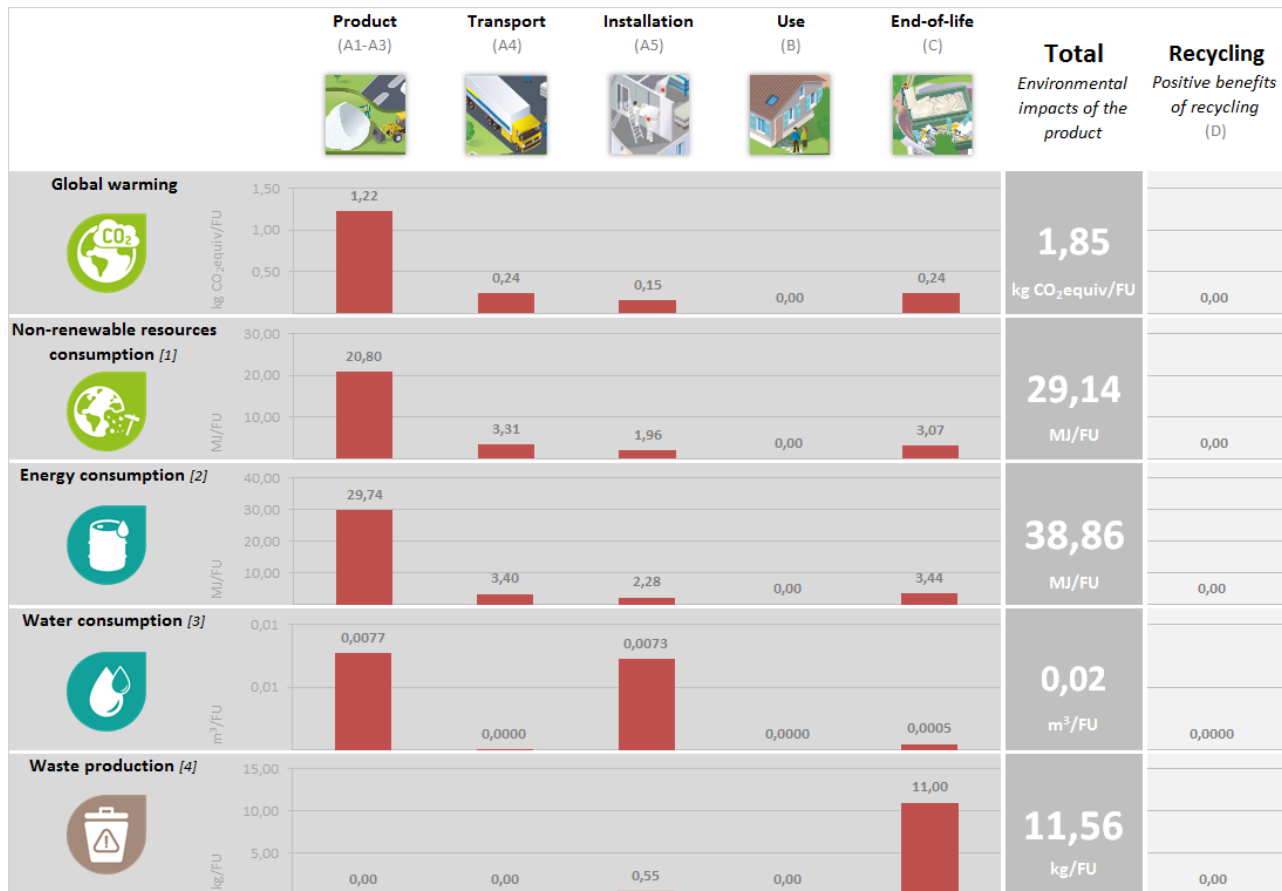 Product
(A1-A3)
Transport
(A4)
Installation
(A5)
Use
(B)
End-of-life
(C)
Total
Environmental
impacts of the
product
Recycling
Positive benefits
of recycling
(D)
Global warming
CO₂
kg CO₂equiv/FU
1,50
1,00
0,50
1,22
0,24
0,15
0,00
0,24
1,85
kg CO₂equiv/FU
0,00
Non-renewable resources
consumption [1]
MJ/FU
30,00
20,00
10,00
20,80
3,31
1,96
0,00
3,07
29,14
MJ/FU
0,00
Energy consumption [2]
MJ/FU
40,00
30,00
20,00
10,00
29,74
3,40
2,28
0,00
3,44
38,86
MJ/FU
0,00
Water consumption [3]
m³/FU
0,01
0,01
0,0077
0,0000
0,0073
0,0000
0,0005
0,02
m³/FU
0,0000
Waste production [4]
kg/FU
15,00
10,00
5,00
0,00
0,00
0,55
0,00
11,00
11,56
kg/FU
0,00